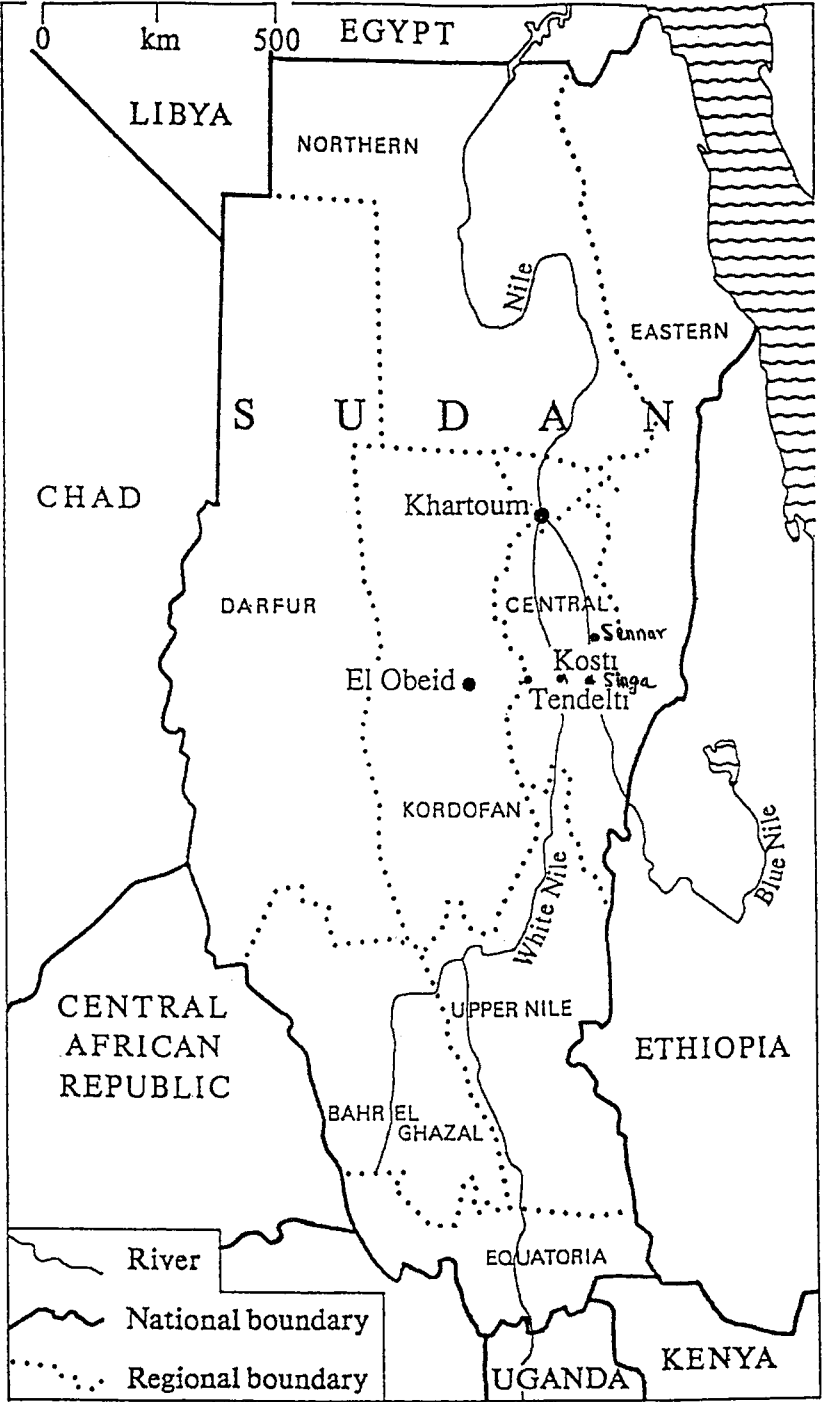 0 km 500
EGYPT
LIBYA
NORTHERN
Nile
EASTERN
S U D A N
CHAD
Khartoum
DARFUR
CENTRAL
Sennar
Kosti
El Obeid
Singa
Tendelti
KORDOFAN
Blue Nile
White Nile
CENTRAL
AFRICAN
REPUBLIC
UPPER NILE
ETHIOPIA
BAHR EL
GHAZAL
EQUATORIA
River
National boundary
Regional boundary
UGANDA
KENYA